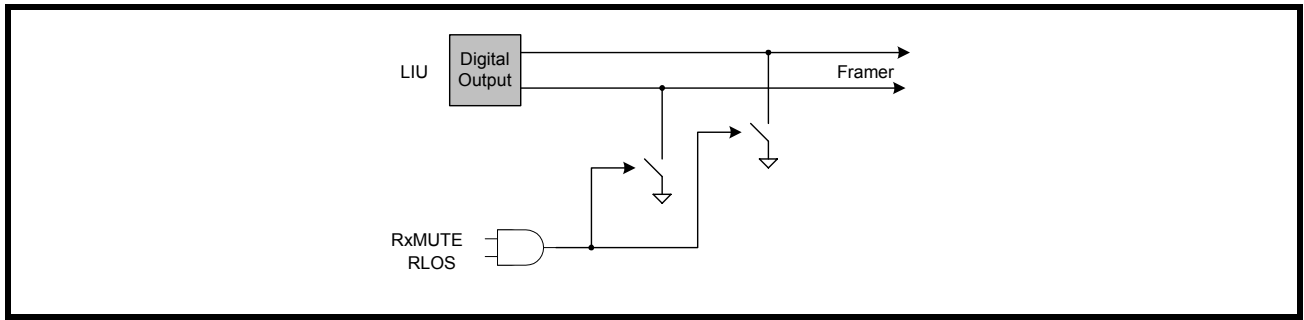 LIU
Digital
Output
Framer
RxMUTE
RLOS